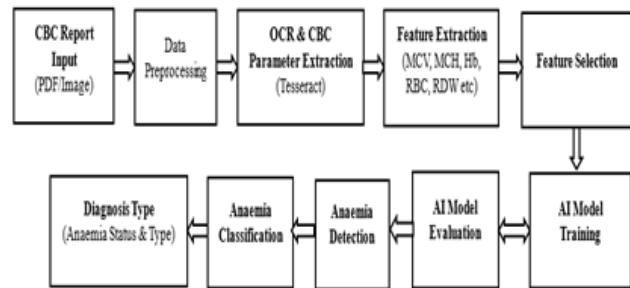 CBC Report
Input
(PDF/Image)
Data
Preprocessing
OCR & CBC
Parameter Extraction
(Tesseract)
Feature Extraction
(MCV, MCH, Hb,
RBC, RDW etc)
Feature Selection
Diagnosis Type
(Anaemia Status & Type)
Anaemia
Classification
Anaemia
Detection
AI Model
Evaluation
AI Model
Training